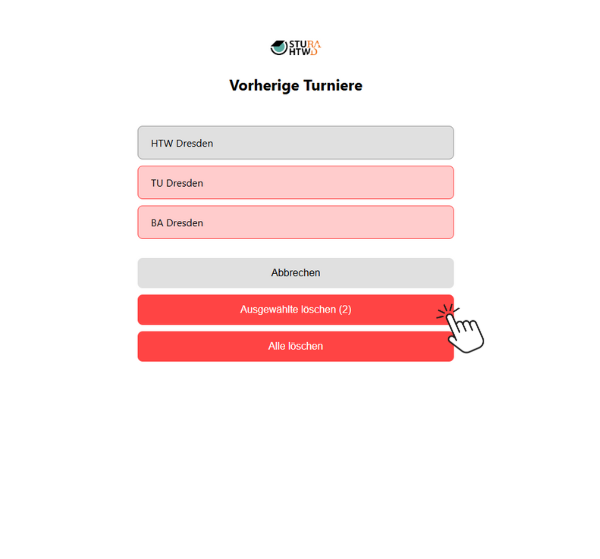 STURA
HTWD
Vorherige Turniere
HTW Dresden
TU Dresden
BA Dresden
Abbrechen
Ausgewählte löschen (2)
Alle löschen